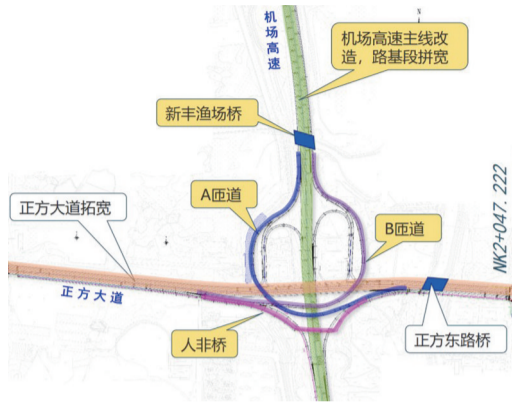 机场高速
机场高速主线改
造，路基段拼宽
新丰渔场桥
A匝道
正方大道拓宽
B匝道
NK2+047.222
正方大道
人非桥
正方东路桥
N